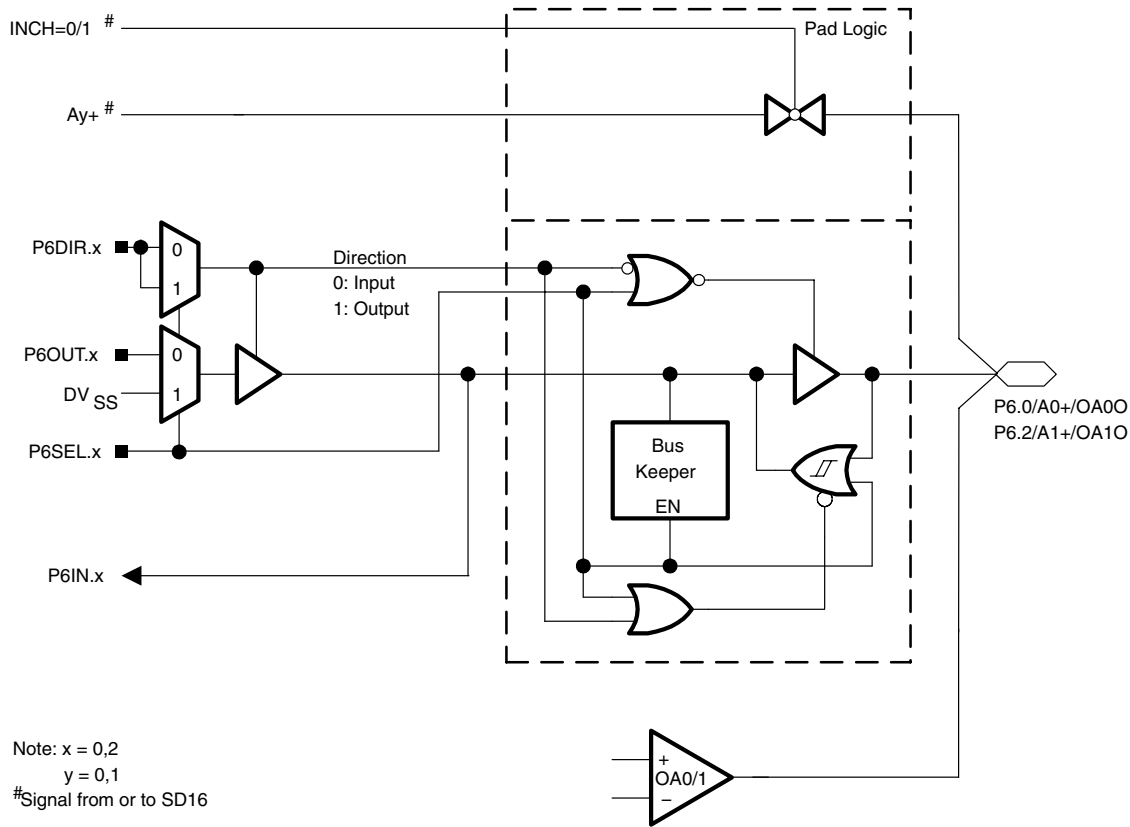 INCH=0/1 #
Pad Logic
Ay+ #
P6DIR.x
0
1
Direction
0: Input
1: Output
P6OUT.x
0
DVSS
1
P6SEL.x
P6.0/A0+/OA0O
P6.2/A1+/OA1O
Bus
Keeper
EN
P6IN.x
+
OA0/1
−
Note: x = 0,2
y = 0,1
#Signal from or to SD16